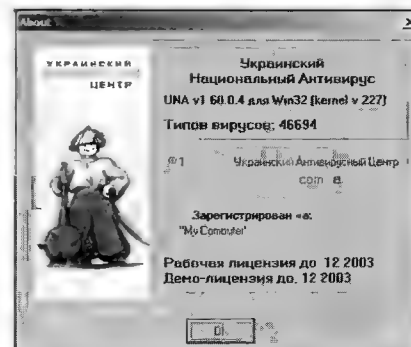 About
УКРАИНСКИЙ
ЦЕНТР
Украинский
Национальный Антивирус
UNA v1 60.0.4 для Win32 (kernel v 227)
Типов вирусов: 46694
Украинский Антивирусный Центр
com
Зарегистрирован на:
"My Computer"
Рабочая лицензия до 12 2003
Демо-лицензия до, 12 2003